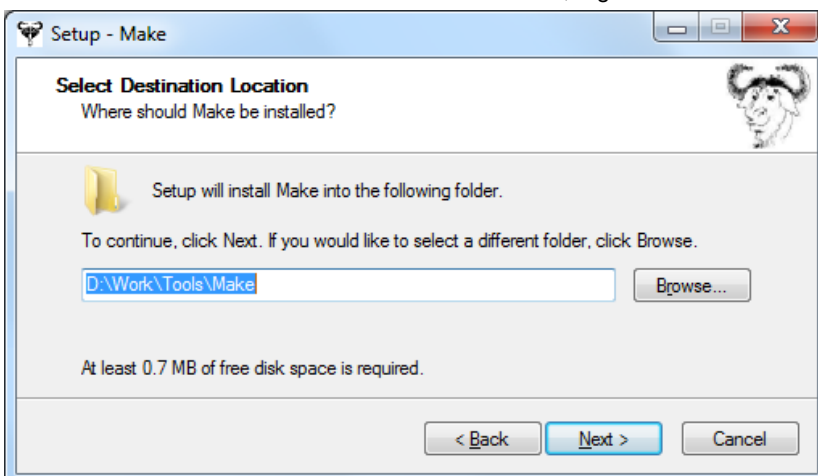 Setup - Make
Select Destination Location
Where should Make be installed?
Setup will install Make into the following folder.
To continue, click Next. If you would like to select a different folder, click Browse.
D:\Work\Tools\Make
Browse...
At least 0.7 MB of free disk space is required.
< Back
Next >
Cancel